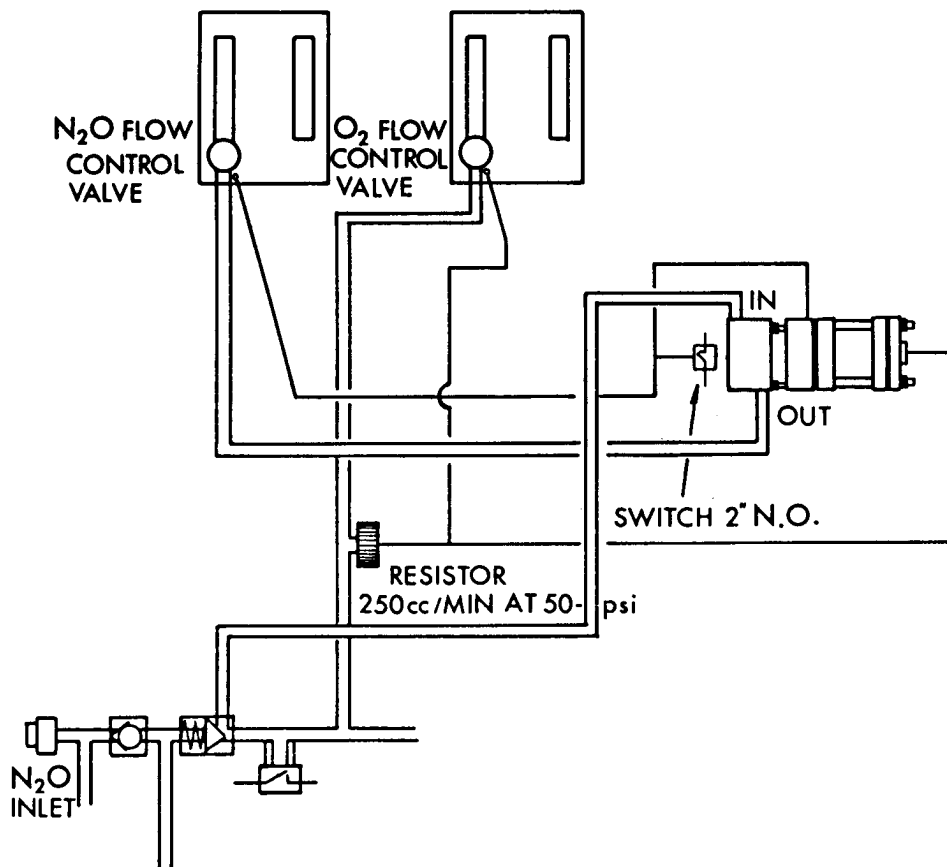 N₂O FLOW
CONTROL
VALVE
O₂ FLOW
CONTROL
VALVE
IN
OUT
SWITCH 2" N.O.
RESISTOR
250cc/MIN AT 50-psi
N₂O
INLET